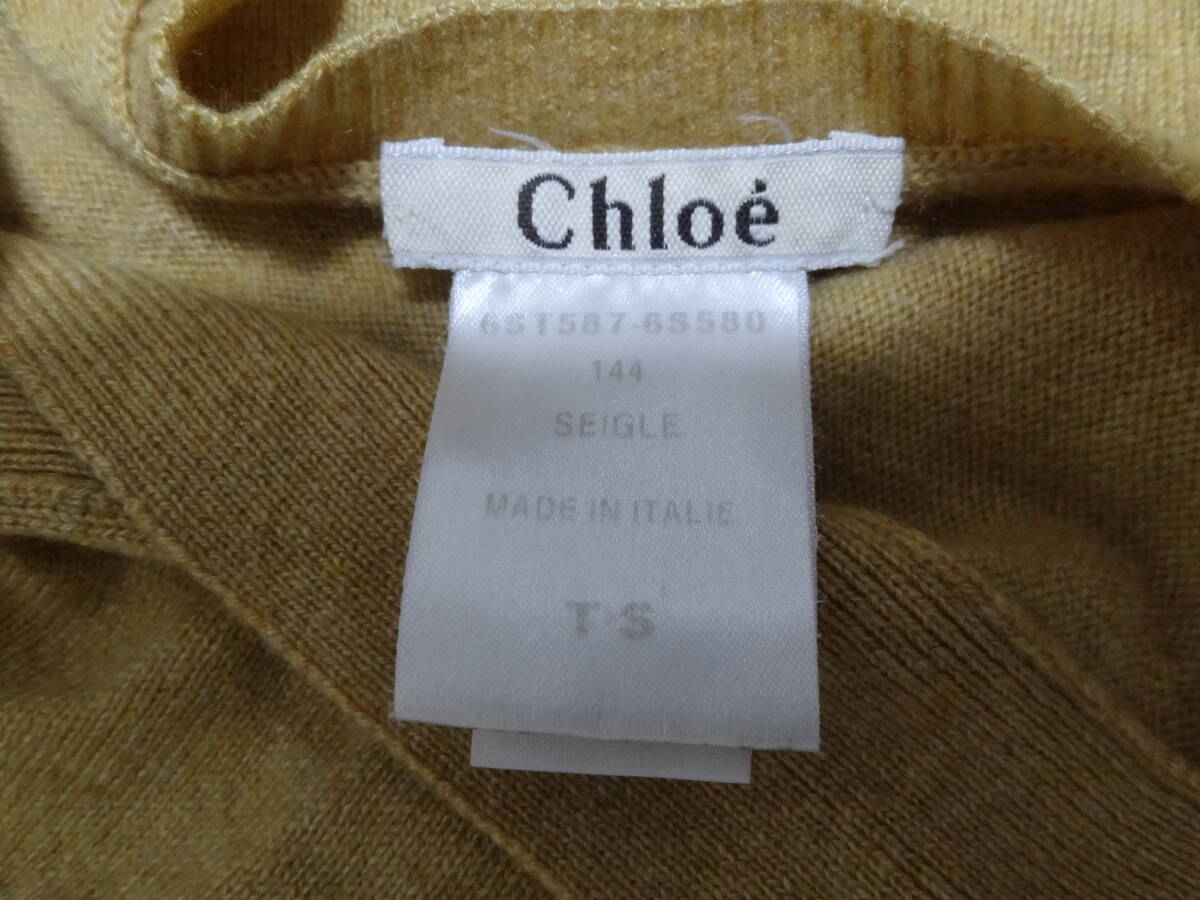 Chloé
6ST587-6S580
144
SEIGLE
MADE IN ITALIE
T S